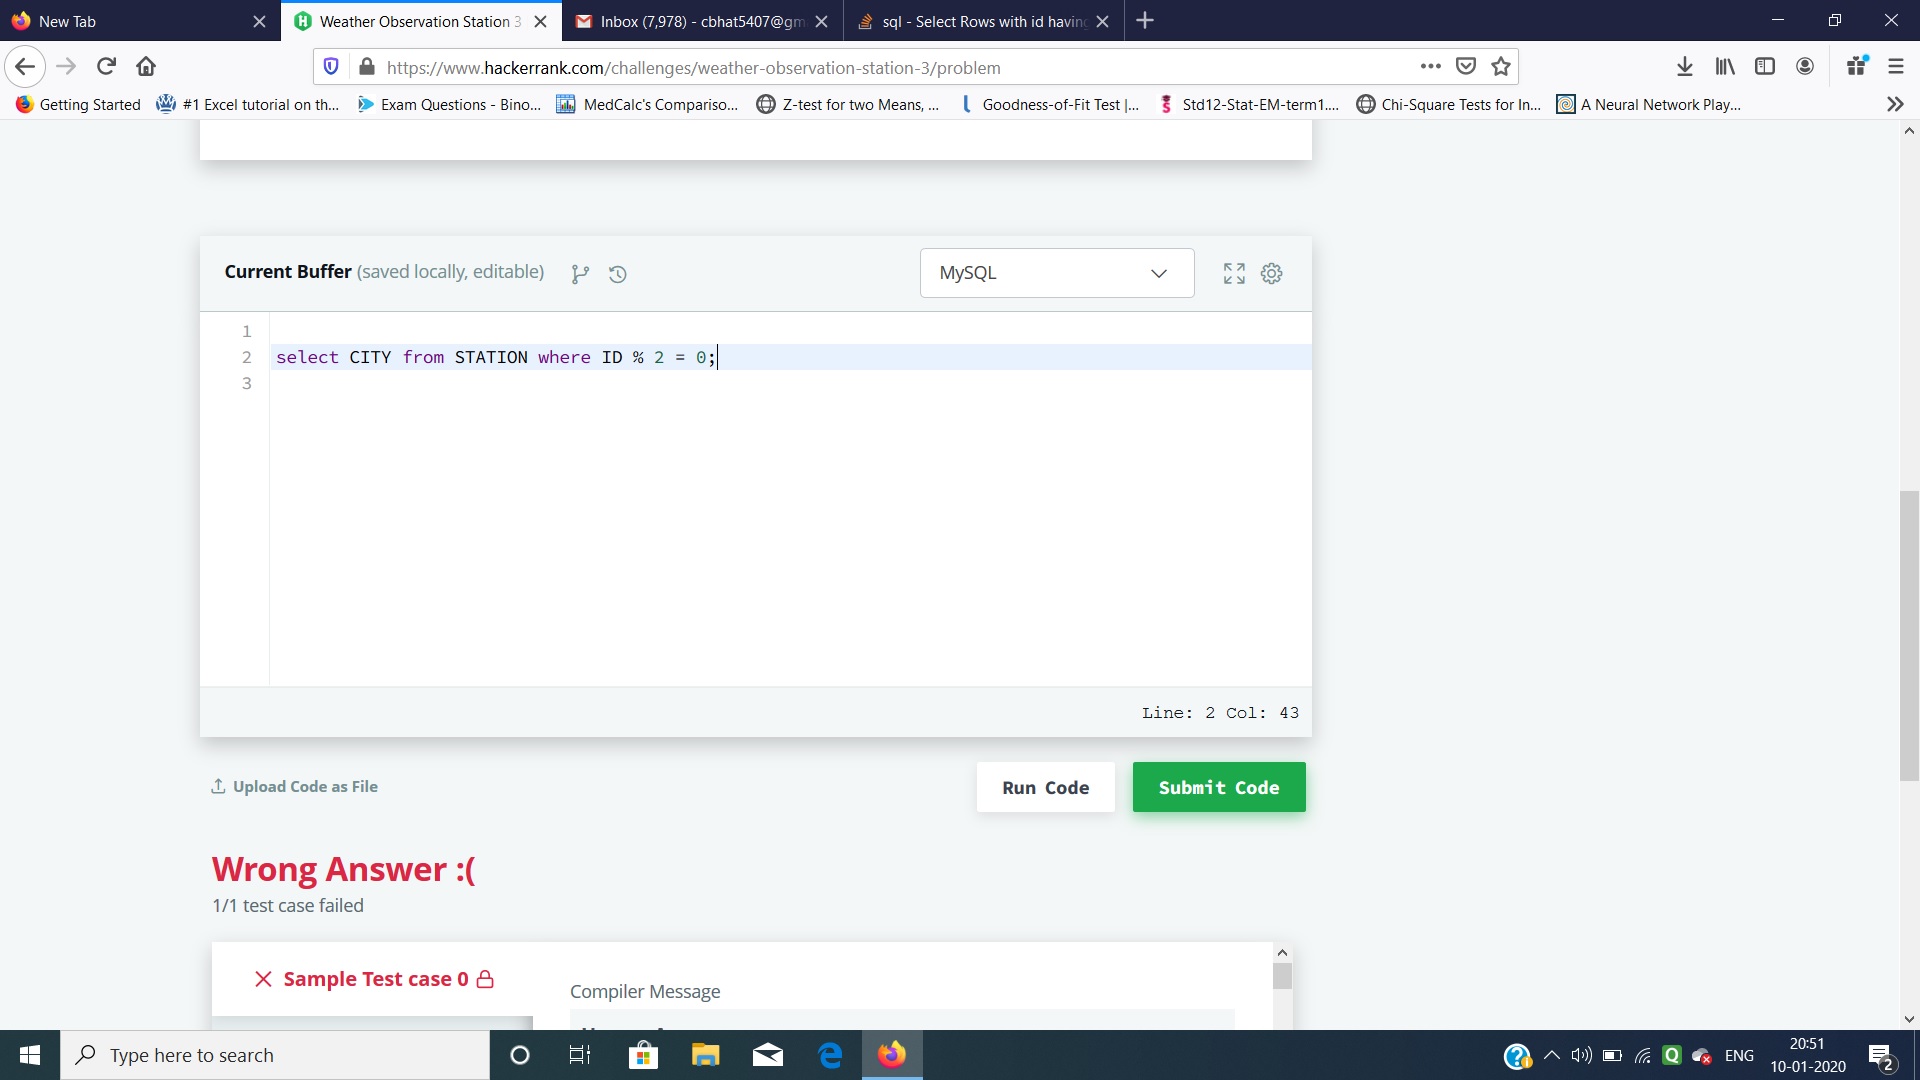 New Tab
Weather Observation Station 3
Inbox (7,978) - cbhat5407@gm
sql - Select Rows with id having
https://www.hackerrank.com/challenges/weather-observation-station-3/problem
Getting Started
#1 Excel tutorial on th...
Exam Questions - Bino...
MedCalc's Compariso...
Z-test for two Means, ...
Goodness-of-Fit Test |...
Std12-Stat-EM-term1....
Chi-Square Tests for In...
A Neural Network Play...
Current Buffer (saved locally, editable)
MySQL
1
2 select CITY from STATION where ID % 2 = 0;
3
Line: 2 Col: 43
Upload Code as File
Run Code
Submit Code
Wrong Answer :(
1/1 test case failed
Sample Test case 0
Compiler Message
Type here to search
ENG
20:51
10-01-2020
2